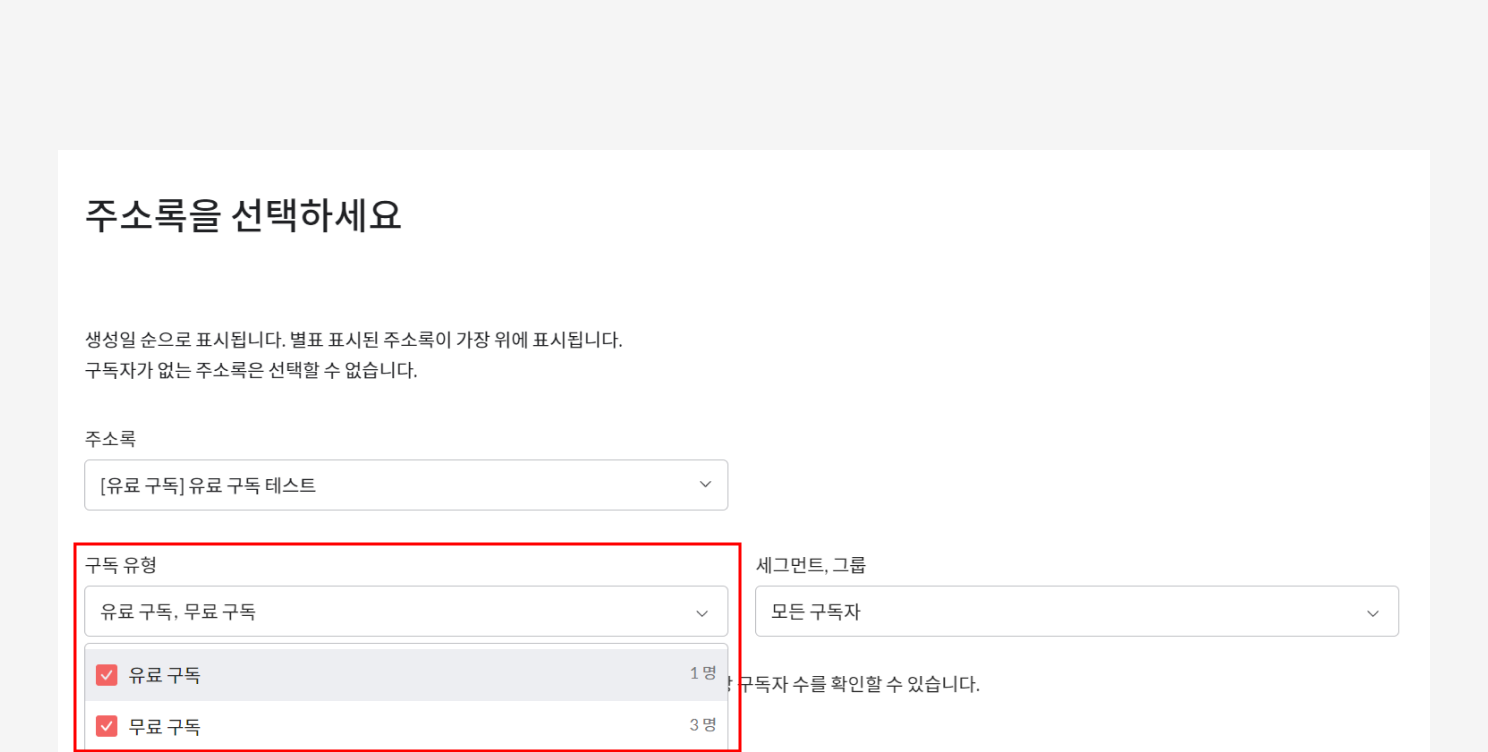 주소록을 선택하세요
생성일 순으로 표시됩니다. 별표 표시된 주소록이 가장 위에 표시됩니다.
구독자가 없는 주소록은 선택할 수 없습니다.
주소록
[유료 구독] 유료 구독 테스트
구독 유형
유료 구독, 무료 구독
유료 구독 1 명
무료 구독 3 명
세그먼트, 그룹
모든 구독자
구독자 수를 확인할 수 있습니다.